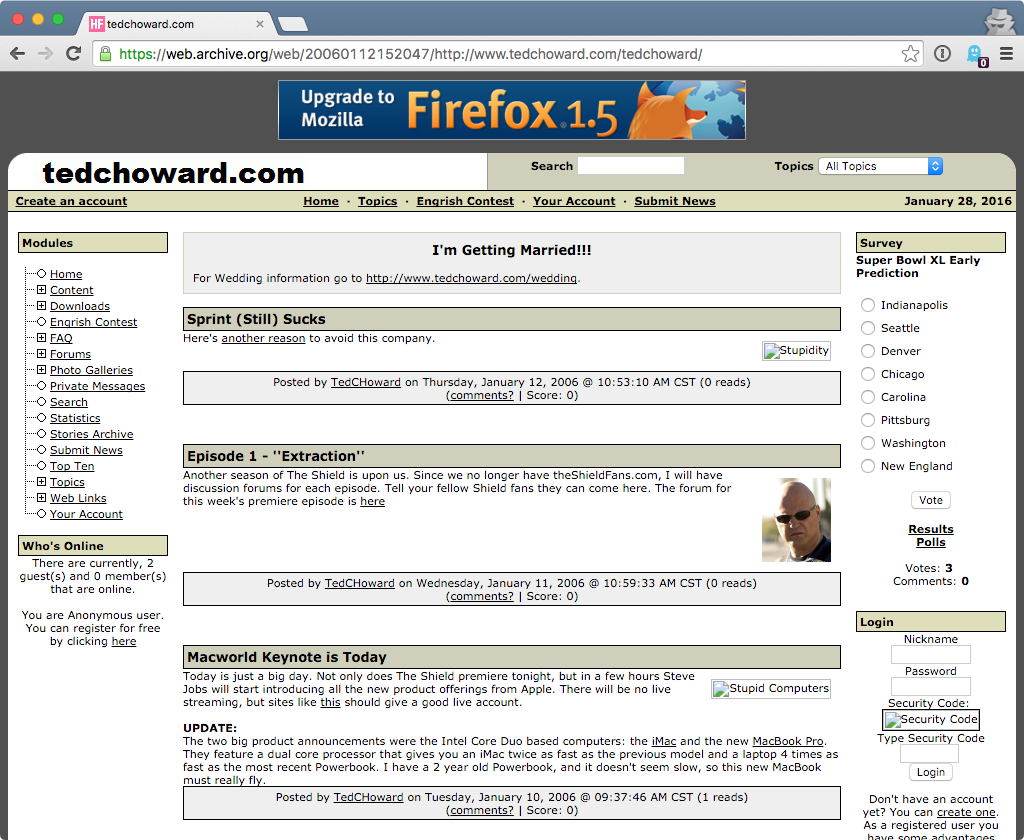 HF tedchoward.com
https://web.archive.org/web/20060112152047/http://www.tedchoward.com/tedchoward/
0
Upgrade to
Mozilla
Firefox 1.5
tedchoward.com
Search
Topics All Topics
Create an account
Home · Topics · Engrish Contest · Your Account · Submit News
January 28, 2016
Modules
Home
Content
Downloads
Engrish Contest
FAQ
Forums
Photo Galleries
Private Messages
Search
Statistics
Stories Archive
Submit News
Top Ten
Topics
Web Links
Your Account
Who's Online
There are currently, 2
guest(s) and 0 member(s)
that are online.
You are Anonymous user.
You can register for free
by clicking here
I'm Getting Married!!!
For Wedding information go to http://www.tedchoward.com/wedding.
Sprint (Still) Sucks
Here's another reason to avoid this company.
Stupidity
Posted by TedCHoward on Thursday, January 12, 2006 @ 10:53:10 AM CST (0 reads)
(comments? | Score: 0)
Episode 1 - ''Extraction''
Another season of The Shield is upon us. Since we no longer have theShieldFans.com, I will have
discussion forums for each episode. Tell your fellow Shield fans they can come here. The forum for
this week's premiere episode is here
Posted by TedCHoward on Wednesday, January 11, 2006 @ 10:59:33 AM CST (0 reads)
(comments? | Score: 0)
Macworld Keynote is Today
Today is just a big day. Not only does The Shield premiere tonight, but in a few hours Steve
Jobs will start introducing all the new product offerings from Apple. There will be no live
streaming, but sites like this should give a good live account.
Stupid Computers
UPDATE:
The two big product announcements were the Intel Core Duo based computers: the iMac and the new MacBook Pro.
They feature a dual core processor that gives you an iMac twice as fast as the previous model and a laptop 4 times as
fast as the most recent Powerbook. I have a 2 year old Powerbook, and it doesn't seem slow, so this new MacBook
must really fly.
Posted by TedCHoward on Tuesday, January 10, 2006 @ 09:37:46 AM CST (1 reads)
(comments? | Score: 0)
Survey
Super Bowl XL Early
Prediction
Indianapolis
Seattle
Denver
Chicago
Carolina
Pittsburg
Washington
New England
Vote
Results
Polls
Votes: 3
Comments: 0
Login
Nickname
Password
Security Code:
Security Code
Type Security Code
Login
Don't have an account
yet? You can create one.
As a registered user you
have some advantages